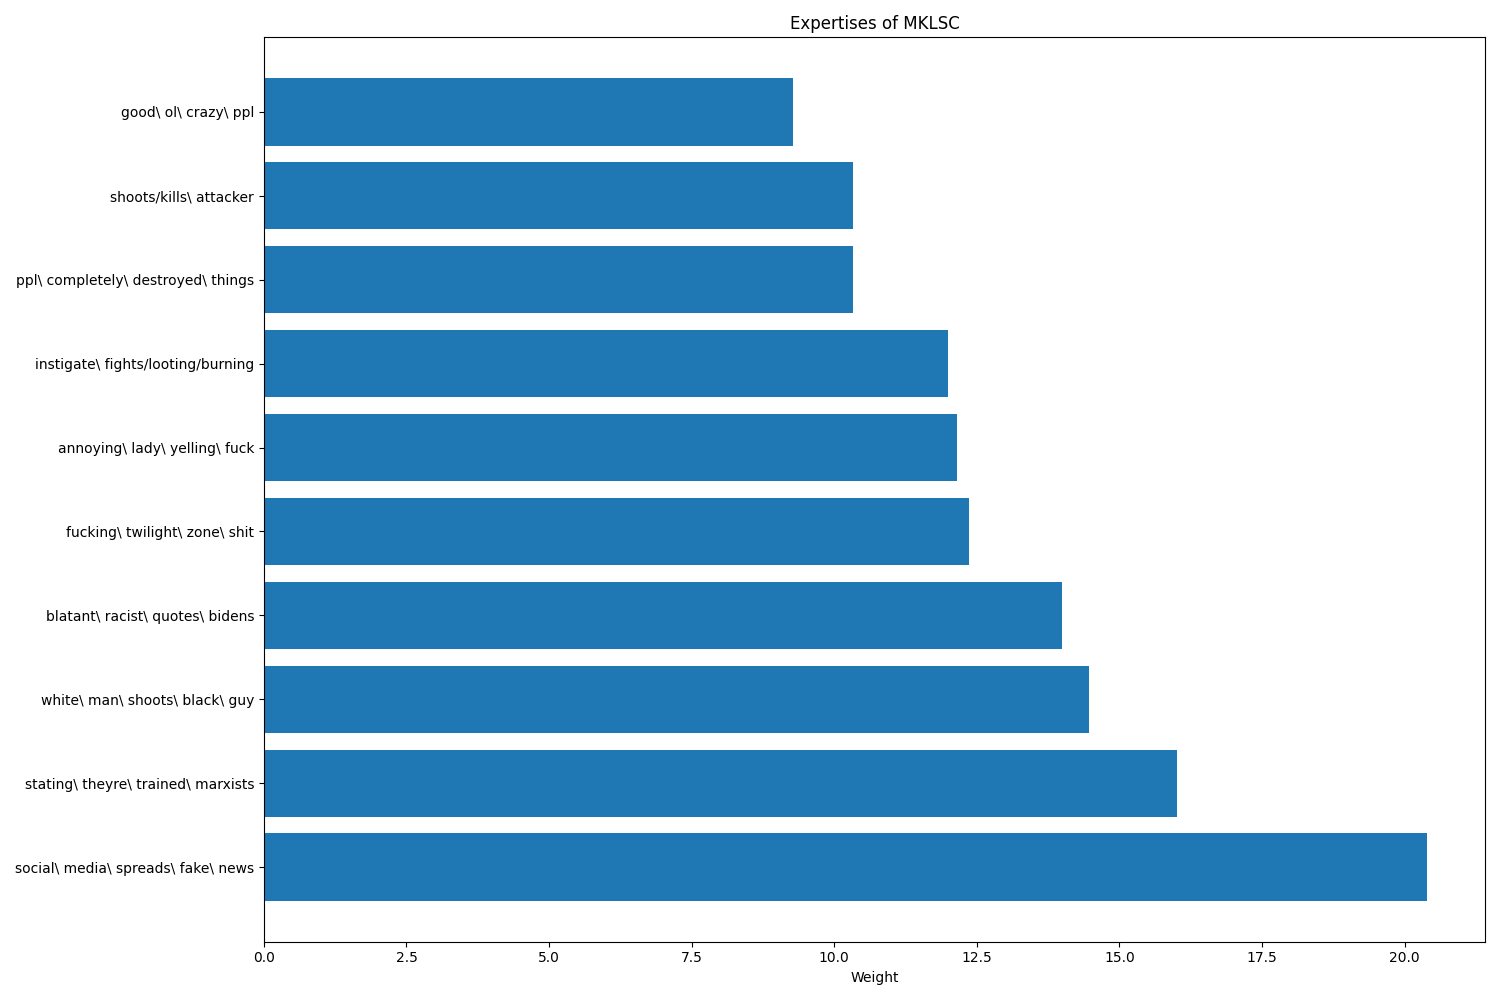 Expertises of MKLSC
good\ ol\ crazy\ ppl
shoots/kills\ attacker
ppl\ completely\ destroyed\ things
instigate\ fights/looting/burning
annoying\ lady\ yelling\ fuck
fucking\ twilight\ zone\ shit
blatant\ racist\ quotes\ bidens
white\ man\ shoots\ black\ guy
stating\ theyre\ trained\ marxists
social\ media\ spreads\ fake\ news
0.0 2.5 5.0 7.5 10.0 12.5 15.0 17.5 20.0
Weight